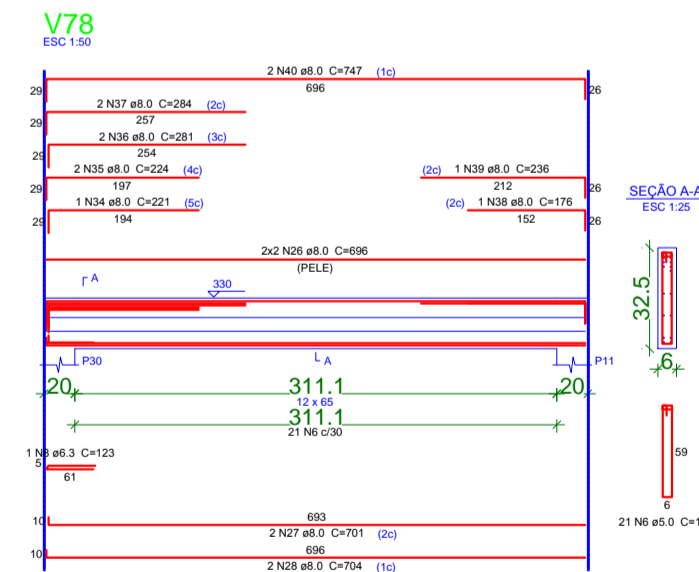 V78
ESC 1:50
2 N40 ø8.0 C=747 (1c)
29
696
26
2 N37 ø8.0 C=284 (2c)
29
257
2 N36 ø8.0 C=281 (3c)
29
254
2 N35 ø8.0 C=224 (4c)
29
197
(2c) 1 N39 ø8.0 C=236
212
26
1 N34 ø8.0 C=221 (5c)
29
194
(2c) 1 N38 ø8.0 C=176
152
26
SEÇÃO A-A
ESC 1:25
2x2 N26 ø8.0 C=696
(PELE)
A
330
32.5
6
A
P30
P11
20
311.1
20
12 x 65
311.1
21 N6 c/30
1 N8 ø6.3 C=123
5
61
59
6
21 N6 ø5.0 C=1
10
693
2 N27 ø8.0 C=701 (2c)
10
696
2 N28 ø8.0 C=704 (1c)